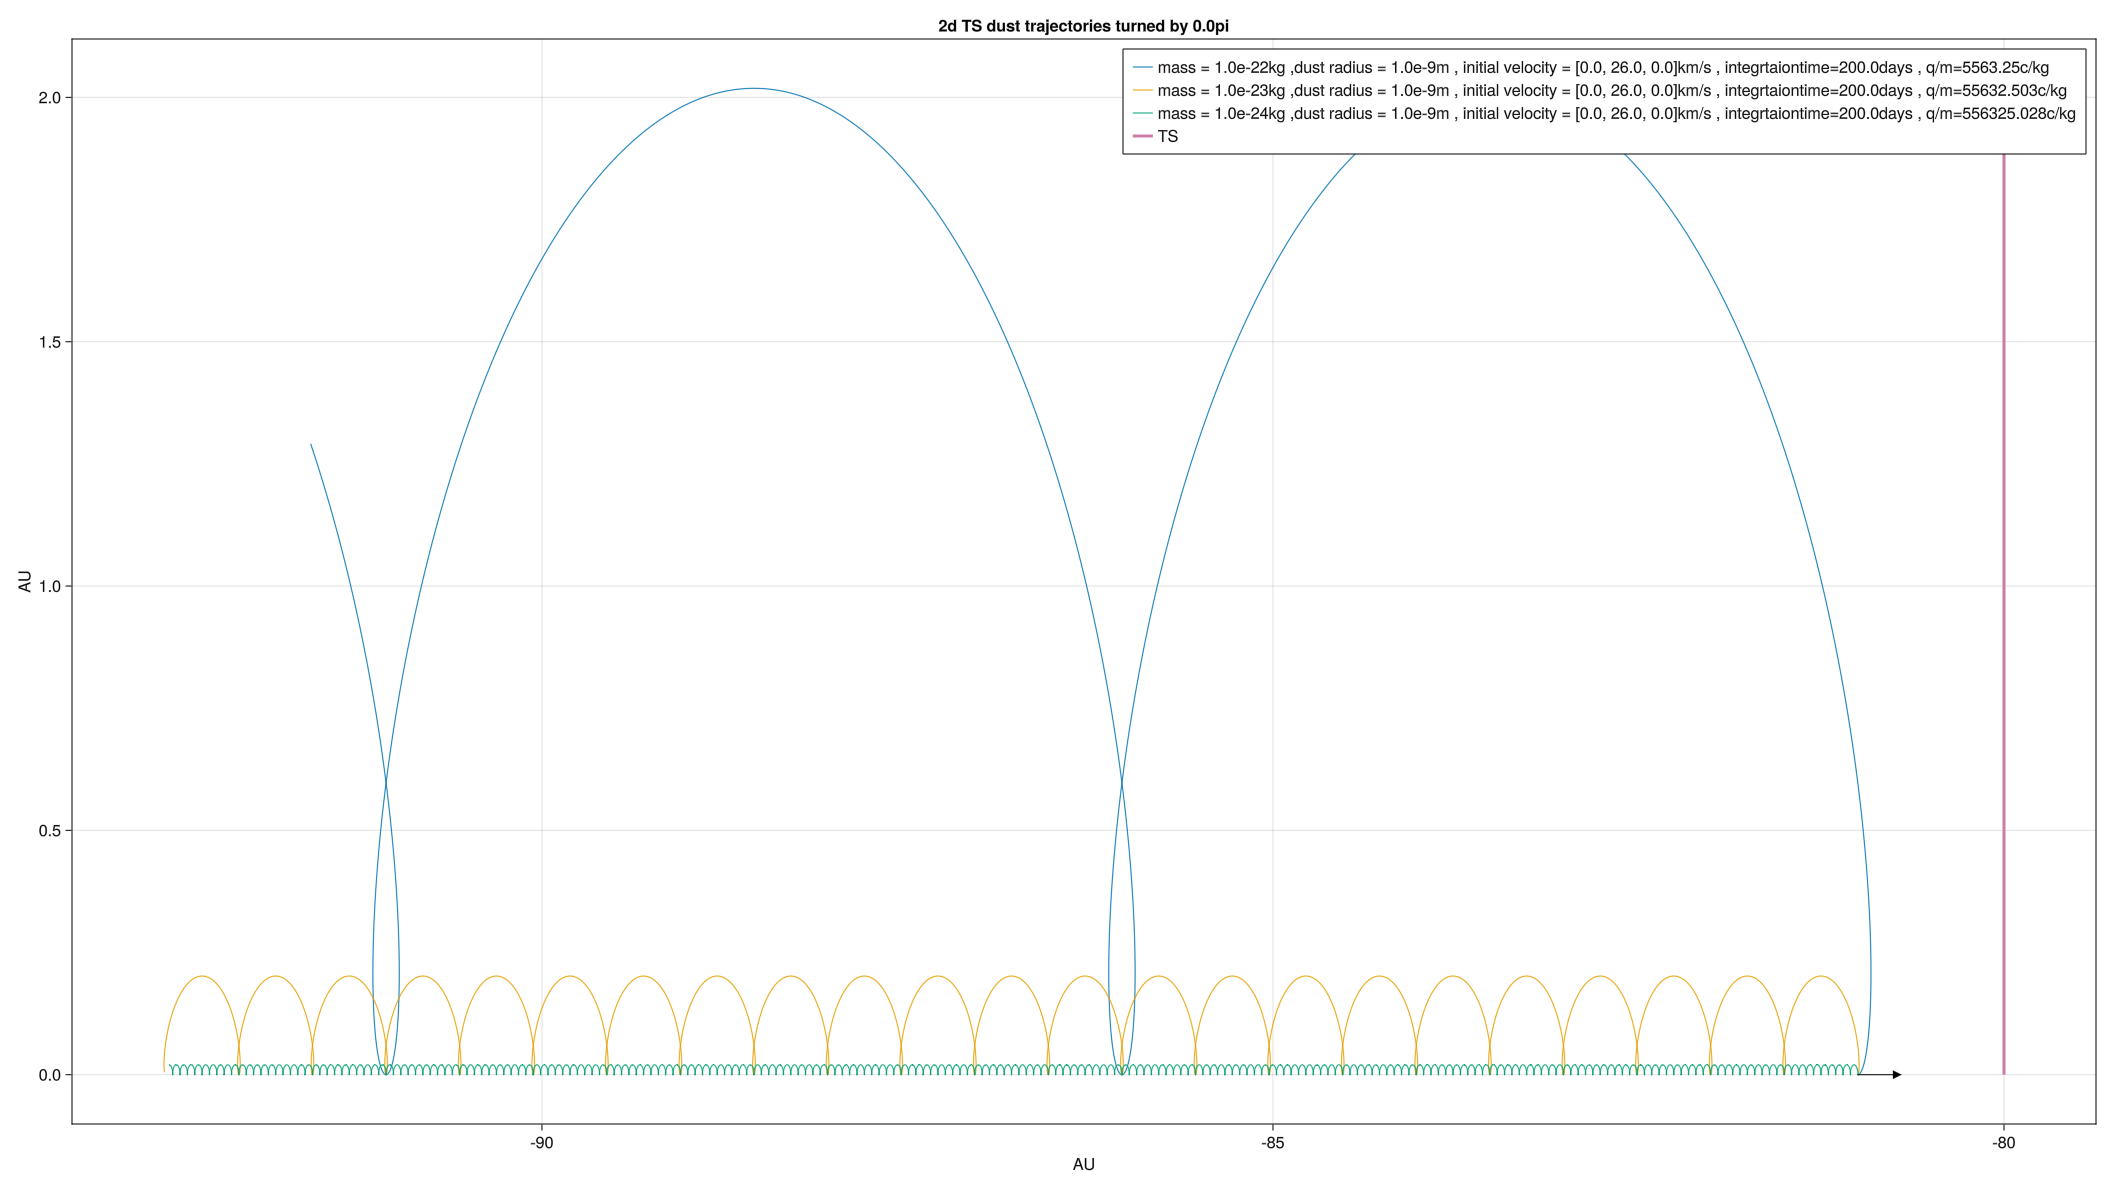 2d TS dust trajectories turned by 0.0pi
mass = 1.0e-22kg ,dust radius = 1.0e-9m , initial velocity = [0.0, 26.0, 0.0]km/s , integrtaiontime=200.0days , q/m=5563.25c/kg
mass = 1.0e-23kg ,dust radius = 1.0e-9m , initial velocity = [0.0, 26.0, 0.0]km/s , integrtaiontime=200.0days , q/m=55632.503c/kg
mass = 1.0e-24kg ,dust radius = 1.0e-9m , initial velocity = [0.0, 26.0, 0.0]km/s , integrtaiontime=200.0days , q/m=556325.028c/kg
TS
2.0
1.5
1.0
0.5
0.0
AU
-90
-85
-80
AU